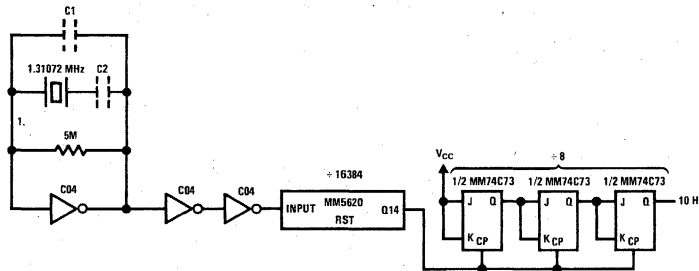 C1
1.31072 MHz
C2
1.
5M
C04
C04
C04
÷ 16384
INPUT MM5620
RST
Q14
÷8
VCC
1/2 MM74C73 1/2 MM74C73 1/2 MM74C73
J Q
K CP
J Q
K CP
J Q
K CP
10 H